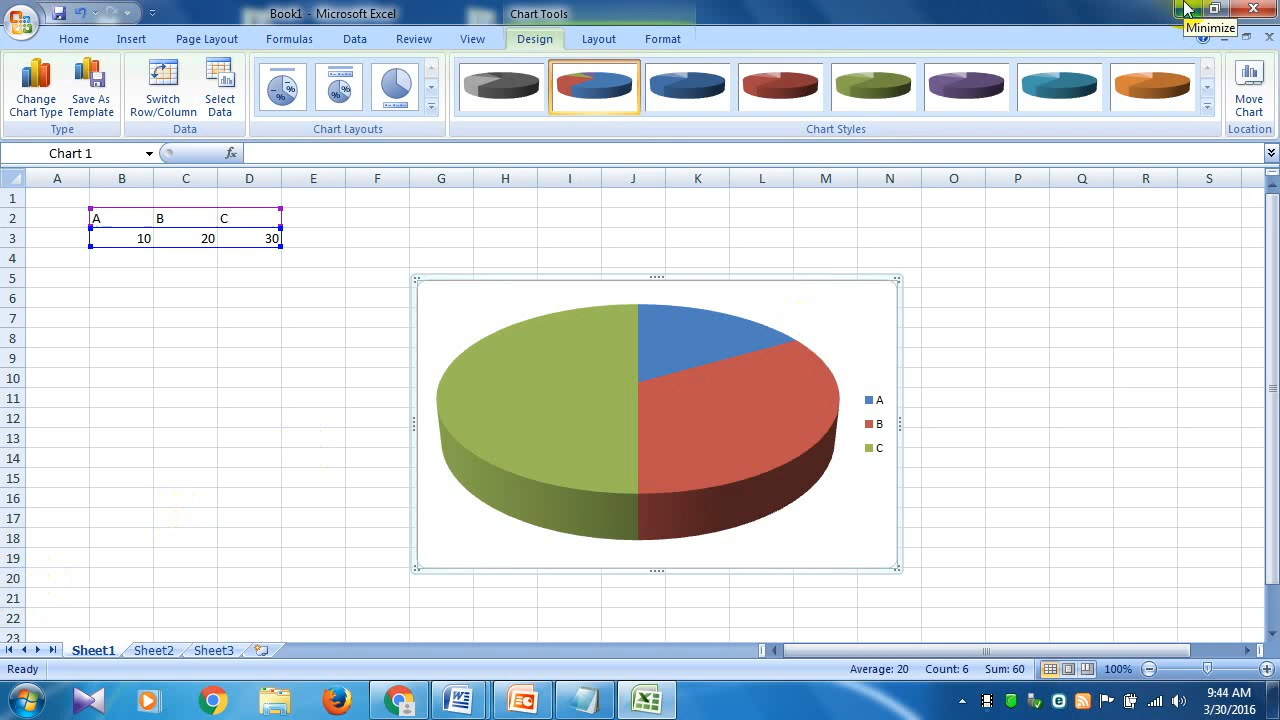 Book1 - Microsoft Excel
Chart Tools
Minimize
Home Insert Page Layout Formulas Data Review View Design Layout Format
Change Chart Type
Save As Template
Switch Row/Column
Select Data
Move Chart
Type Data Chart Layouts Chart Styles Location
Chart 1 fx
A B C D E F G H I J K L M N O P Q R S
1
2 A B C
3 10 20 30
4
5
6
7
8
9
10
11
12
13
14
15
16
17
18
19
20
21
22
23
A
B
C
Sheet1 Sheet2 Sheet3
Ready Average: 20 Count: 6 Sum: 60 100%
9:44 AM
3/30/2016